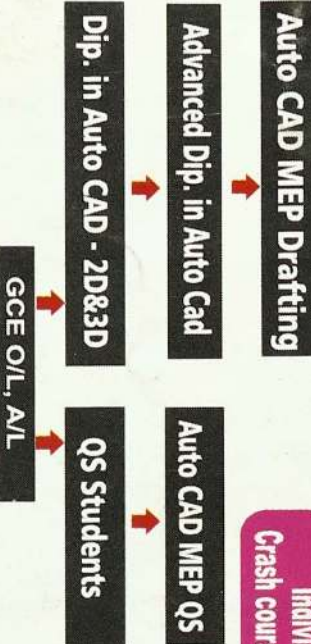 Auto CAD MEP Drafting
Advanced Dip. in Auto Cad
Auto CAD MEP QS
Dip. in Auto CAD - 2D&3D
QS Students
GCE O/L, A/L
Crash